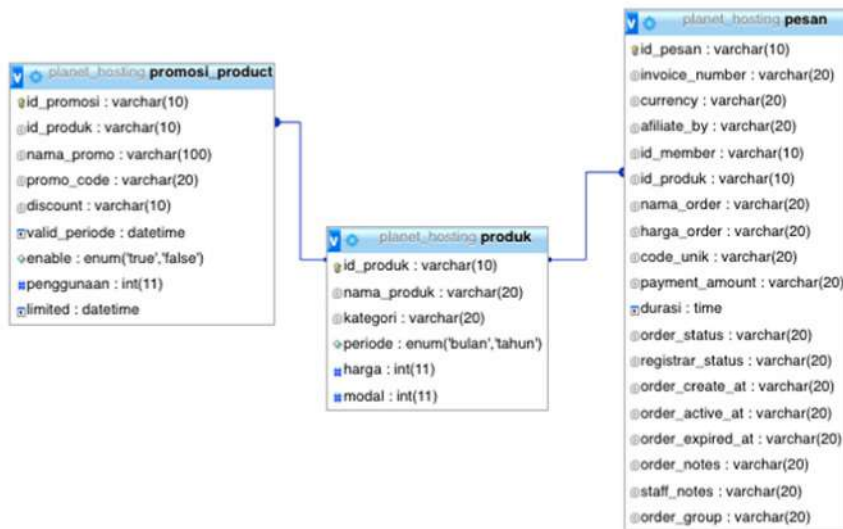 planet_hosting promosi_product
id_promosi : varchar(10)
id_produk : varchar(10)
nama_promo : varchar(100)
promo_code : varchar(20)
discount : varchar(10)
valid_periode : datetime
enable : enum('true','false')
penggunaan : int(11)
limited : datetime
planet_hosting produk
id_produk : varchar(10)
nama_produk : varchar(20)
kategori : varchar(20)
periode : enum('bulan','tahun')
harga : int(11)
modal : int(11)
planet_hosting pesan
id_pesan : varchar(10)
invoice_number : varchar(20)
currency : varchar(20)
afiliate_by : varchar(20)
id_member : varchar(10)
id_produk : varchar(10)
nama_order : varchar(20)
harga_order : varchar(20)
code_unik : varchar(20)
payment_amount : varchar(20)
durasi : time
order_status : varchar(20)
registrar_status : varchar(20)
order_create_at : varchar(20)
order_active_at : varchar(20)
order_expired_at : varchar(20)
order_notes : varchar(20)
staff_notes : varchar(20)
order_group : varchar(20)